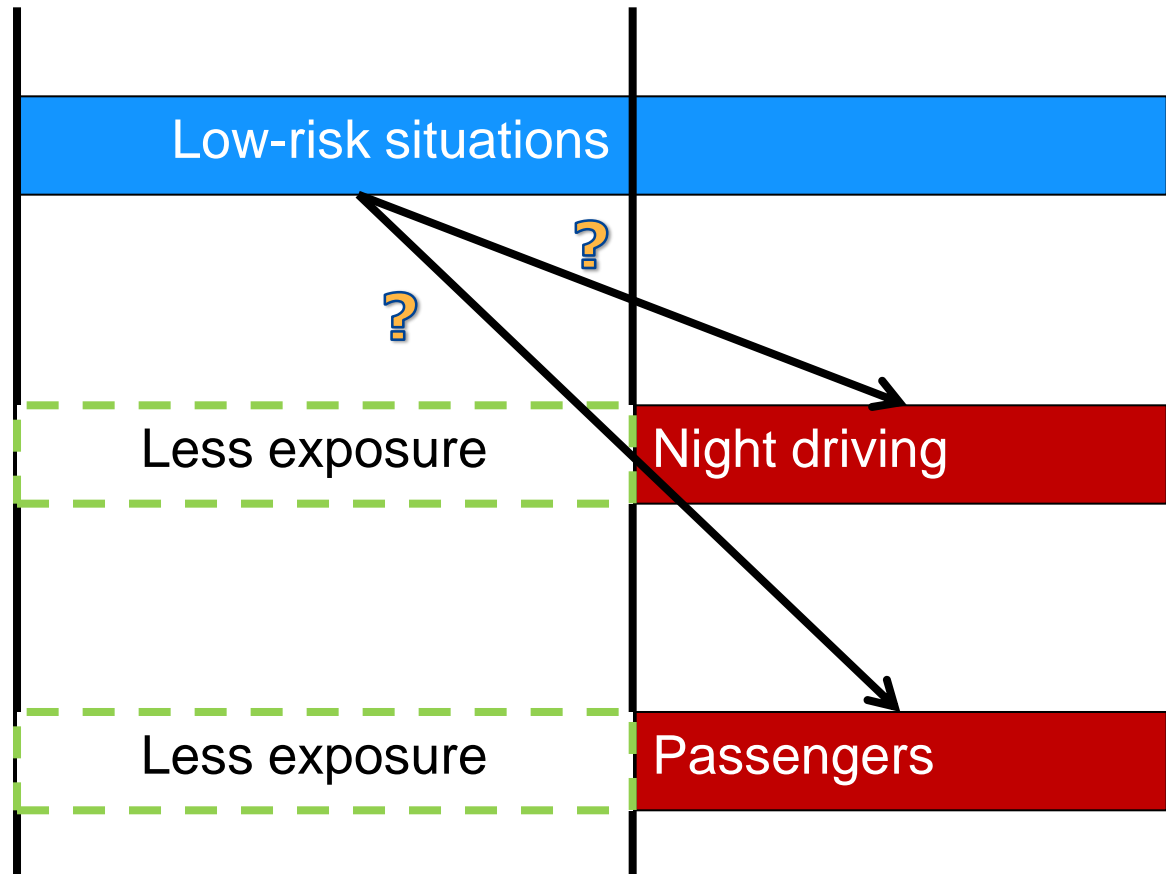 Low-risk situations
?
?
Less exposure
Night driving
Less exposure
Passengers